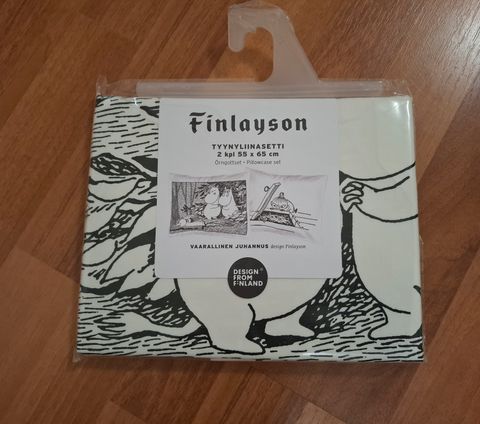 Finlayson
TYYNYLIINASETTI
2 kpl 55 x 65 cm
Örngottset • Pillowcase set
VAARALLINEN JUHANNUS design Finlayson
DESIGN
FROM
FINLAND